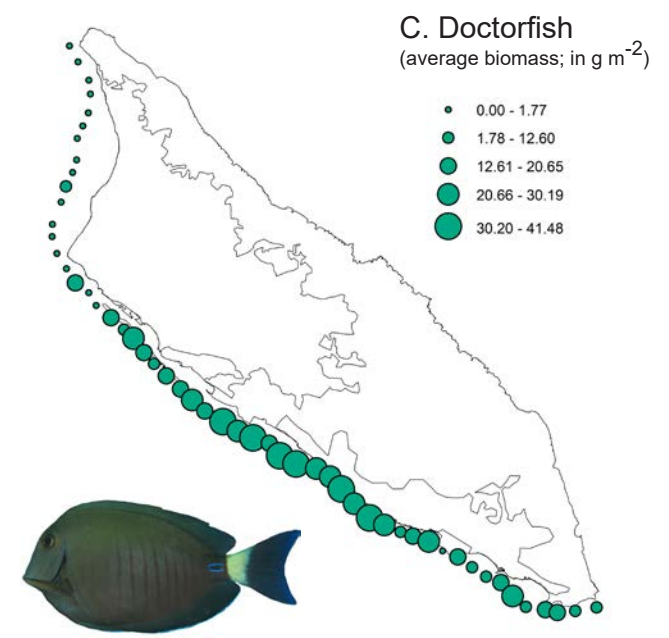 C. Doctorfish
(average biomass; in g m-2)
0.00 - 1.77
1.78 - 12.60
12.61 - 20.65
20.66 - 30.19
30.20 - 41.48